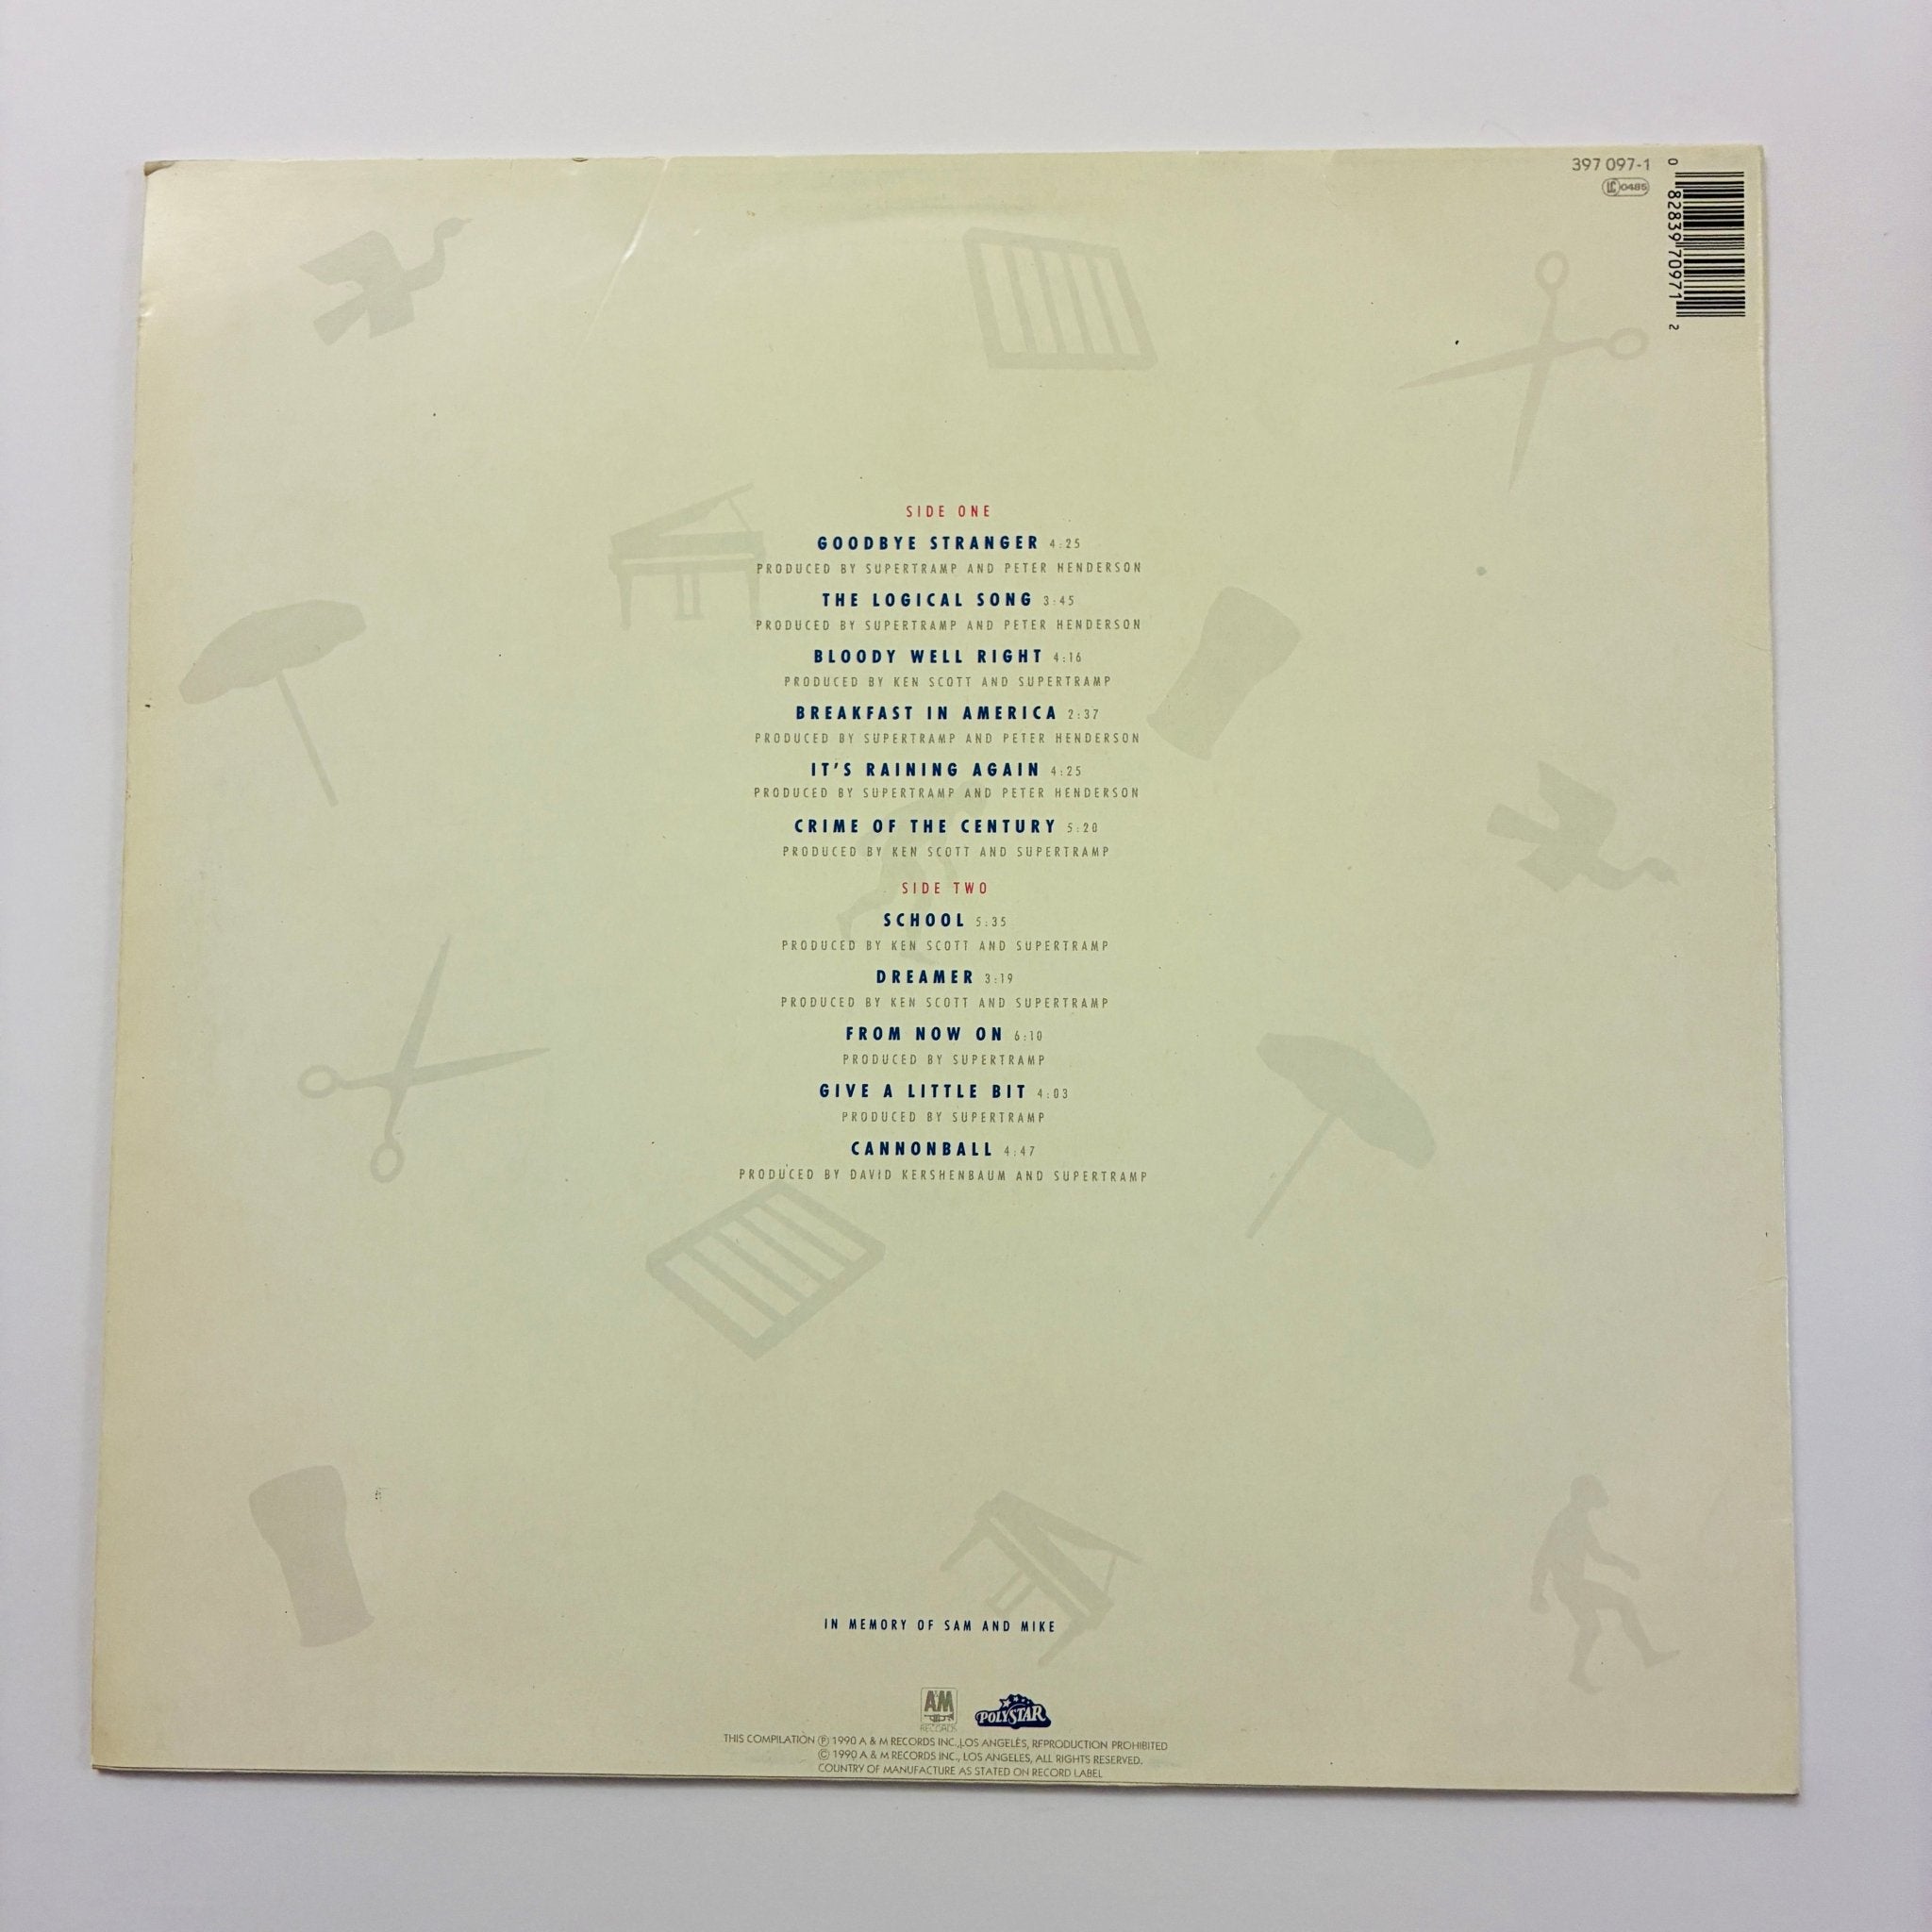 397 097-1
LC 0485
0 82839 70971 2
SIDE ONE
GOODBYE STRANGER 4:25
PRODUCED BY SUPERTRAMP AND PETER HENDERSON
THE LOGICAL SONG 3:45
PRODUCED BY SUPERTRAMP AND PETER HENDERSON
BLOODY WELL RIGHT 4:16
PRODUCED BY KEN SCOTT AND SUPERTRAMP
BREAKFAST IN AMERICA 2:37
PRODUCED BY SUPERTRAMP AND PETER HENDERSON
IT'S RAINING AGAIN 4:25
PRODUCED BY SUPERTRAMP AND PETER HENDERSON
CRIME OF THE CENTURY 5:20
PRODUCED BY KEN SCOTT AND SUPERTRAMP
SIDE TWO
SCHOOL 5:35
PRODUCED BY KEN SCOTT AND SUPERTRAMP
DREAMER 3:19
PRODUCED BY KEN SCOTT AND SUPERTRAMP
FROM NOW ON 6:10
PRODUCED BY SUPERTRAMP
GIVE A LITTLE BIT 4:03
PRODUCED BY SUPERTRAMP
CANNONBALL 4:47
PRODUCED BY DAVID KERSHENBAUM AND SUPERTRAMP
IN MEMORY OF SAM AND MIKE
A&M RECORDS
POLYSTAR
THIS COMPILATION ℗ 1990 A & M RECORDS INC., LOS ANGELES, REPRODUCTION PROHIBITED
© 1990 A & M RECORDS INC., LOS ANGELES, ALL RIGHTS RESERVED.
COUNTRY OF MANUFACTURE AS STATED ON RECORD LABEL